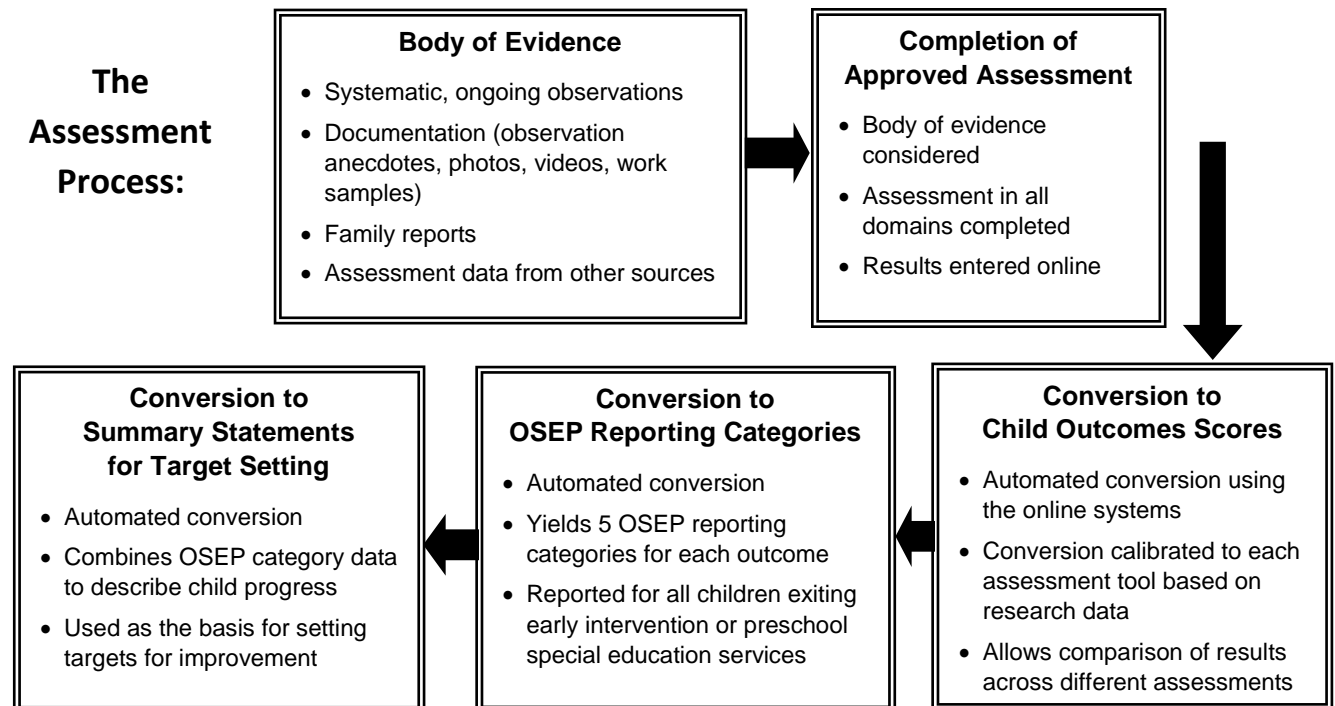 The
Assessment
Process:
Body of Evidence
• Systematic, ongoing observations
• Documentation (observation
anecdotes, photos, videos, work
samples)
• Family reports
• Assessment data from other sources
Completion of
Approved Assessment
• Body of evidence
considered
• Assessment in all
domains completed
• Results entered online
Conversion to
Child Outcomes Scores
• Automated conversion using
the online systems
• Conversion calibrated to each
assessment tool based on
research data
• Allows comparison of results
across different assessments
Conversion to
OSEP Reporting Categories
• Automated conversion
• Yields 5 OSEP reporting
categories for each outcome
• Reported for all children exiting
early intervention or preschool
special education services
Conversion to
Summary Statements
for Target Setting
• Automated conversion
• Combines OSEP category data
to describe child progress
• Used as the basis for setting
targets for improvement